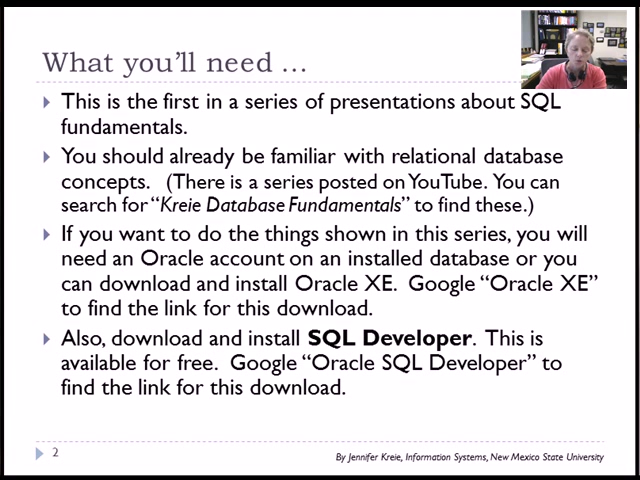 What you'll need ...
This is the first in a series of presentations about SQL
fundamentals.
You should already be familiar with relational database
concepts. (There is a series posted on YouTube. You can
search for “Kreie Database Fundamentals” to find these.)
If you want to do the things shown in this series, you will
need an Oracle account on an installed database or you
can download and install Oracle XE. Google “Oracle XE”
to find the link for this download.
Also, download and install SQL Developer. This is
available for free. Google “Oracle SQL Developer” to
find the link for this download.
2
By Jennifer Kreie, Information Systems, New Mexico State University